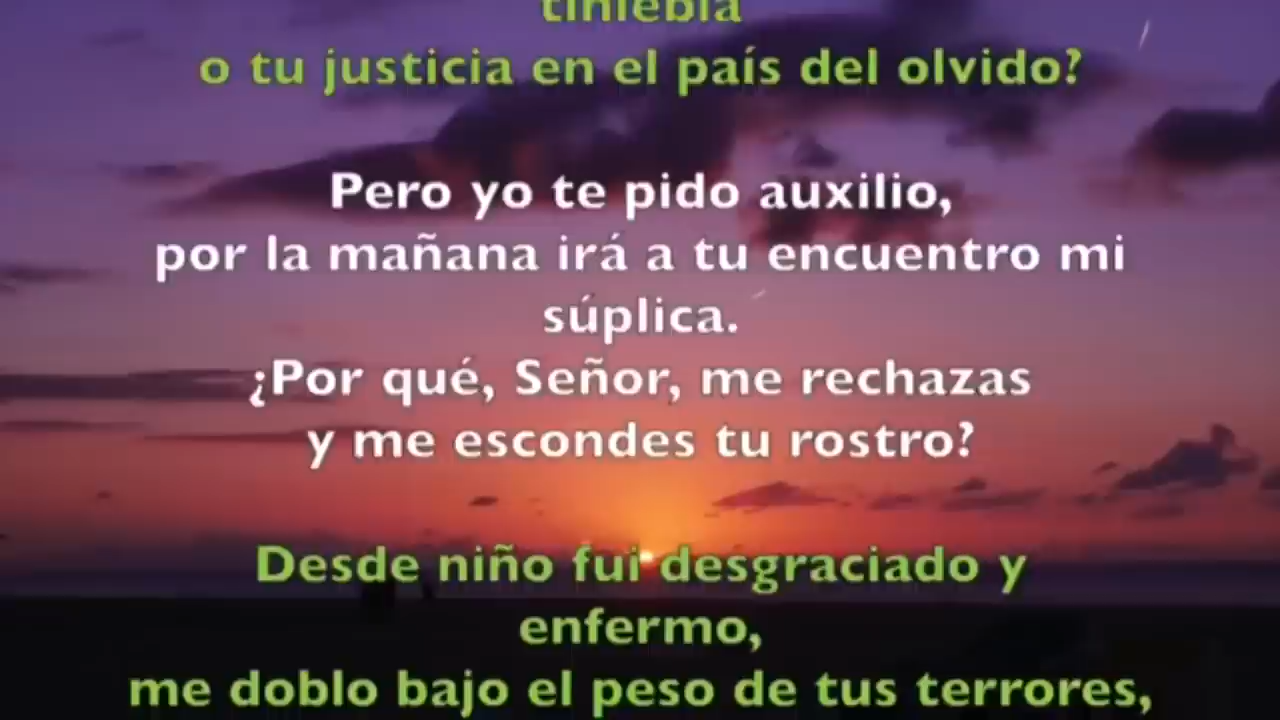 tiniebla
o tu justicia en el país del olvido?
Pero yo te pido auxilio,
por la mañana irá a tu encuentro mi
súplica.
¿Por qué, Señor, me rechazas
y me escondes tu rostro?
Desde niño fui desgraciado y
enfermo,
me doblo bajo el peso de tus terrores,